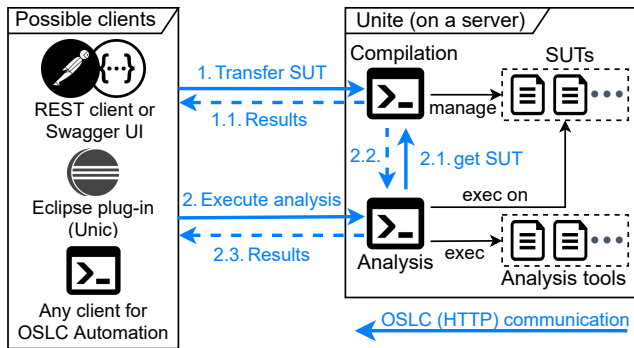 Possible clients
REST client or
Swagger UI
Eclipse plug-in
(Unic)
Any client for
OSLC Automation
1. Transfer SUT
1.1. Results
2. Execute analysis
2.3. Results
Unite (on a server)
Compilation
SUTs
manage
2.2.
2.1. get SUT
exec on
Analysis
exec
Analysis tools
OSLC (HTTP) communication